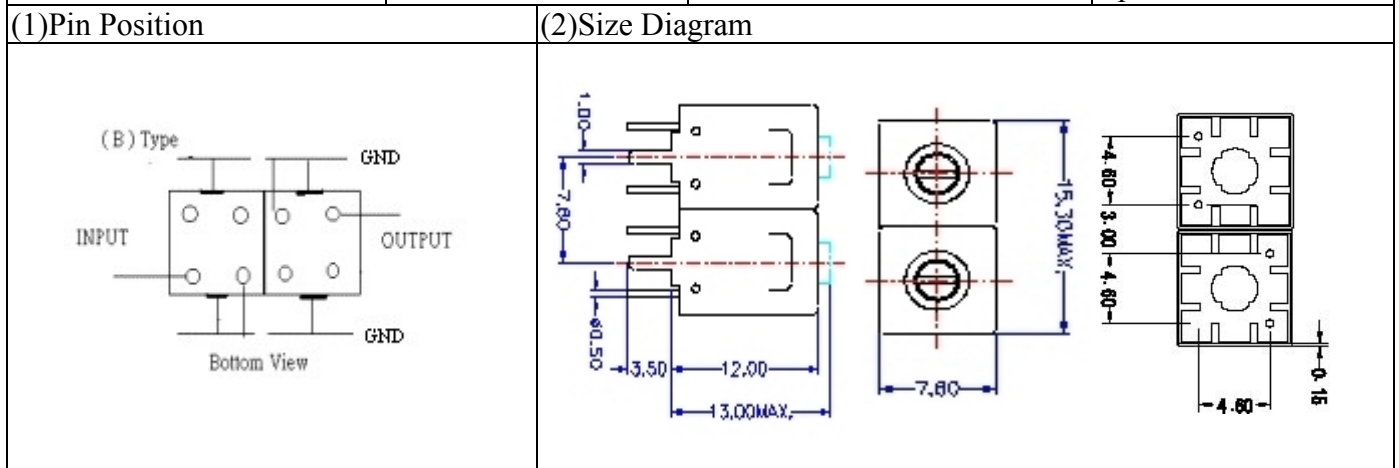 (1)Pin Position
(2)Size Diagram
(B) Type
GND
INPUT
OUTPUT
GND
Bottom View
1,00
7,60
ø0,50
3,50
12,00
13,00MAX,
15,30MAX,
7,60
4.60
3.00
4.60
4.60
0.15